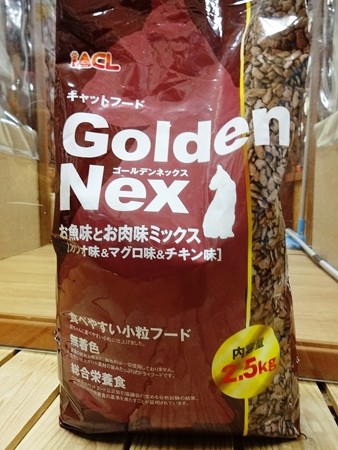 ACL
キャットフード
Golden
ゴールデンネックス
Nex
お魚味とお肉味ミックス
[かつお味&マグロ味&チキン味]
食べやすい小粒フード
無着色
総合栄養食
内容量
2.5kg